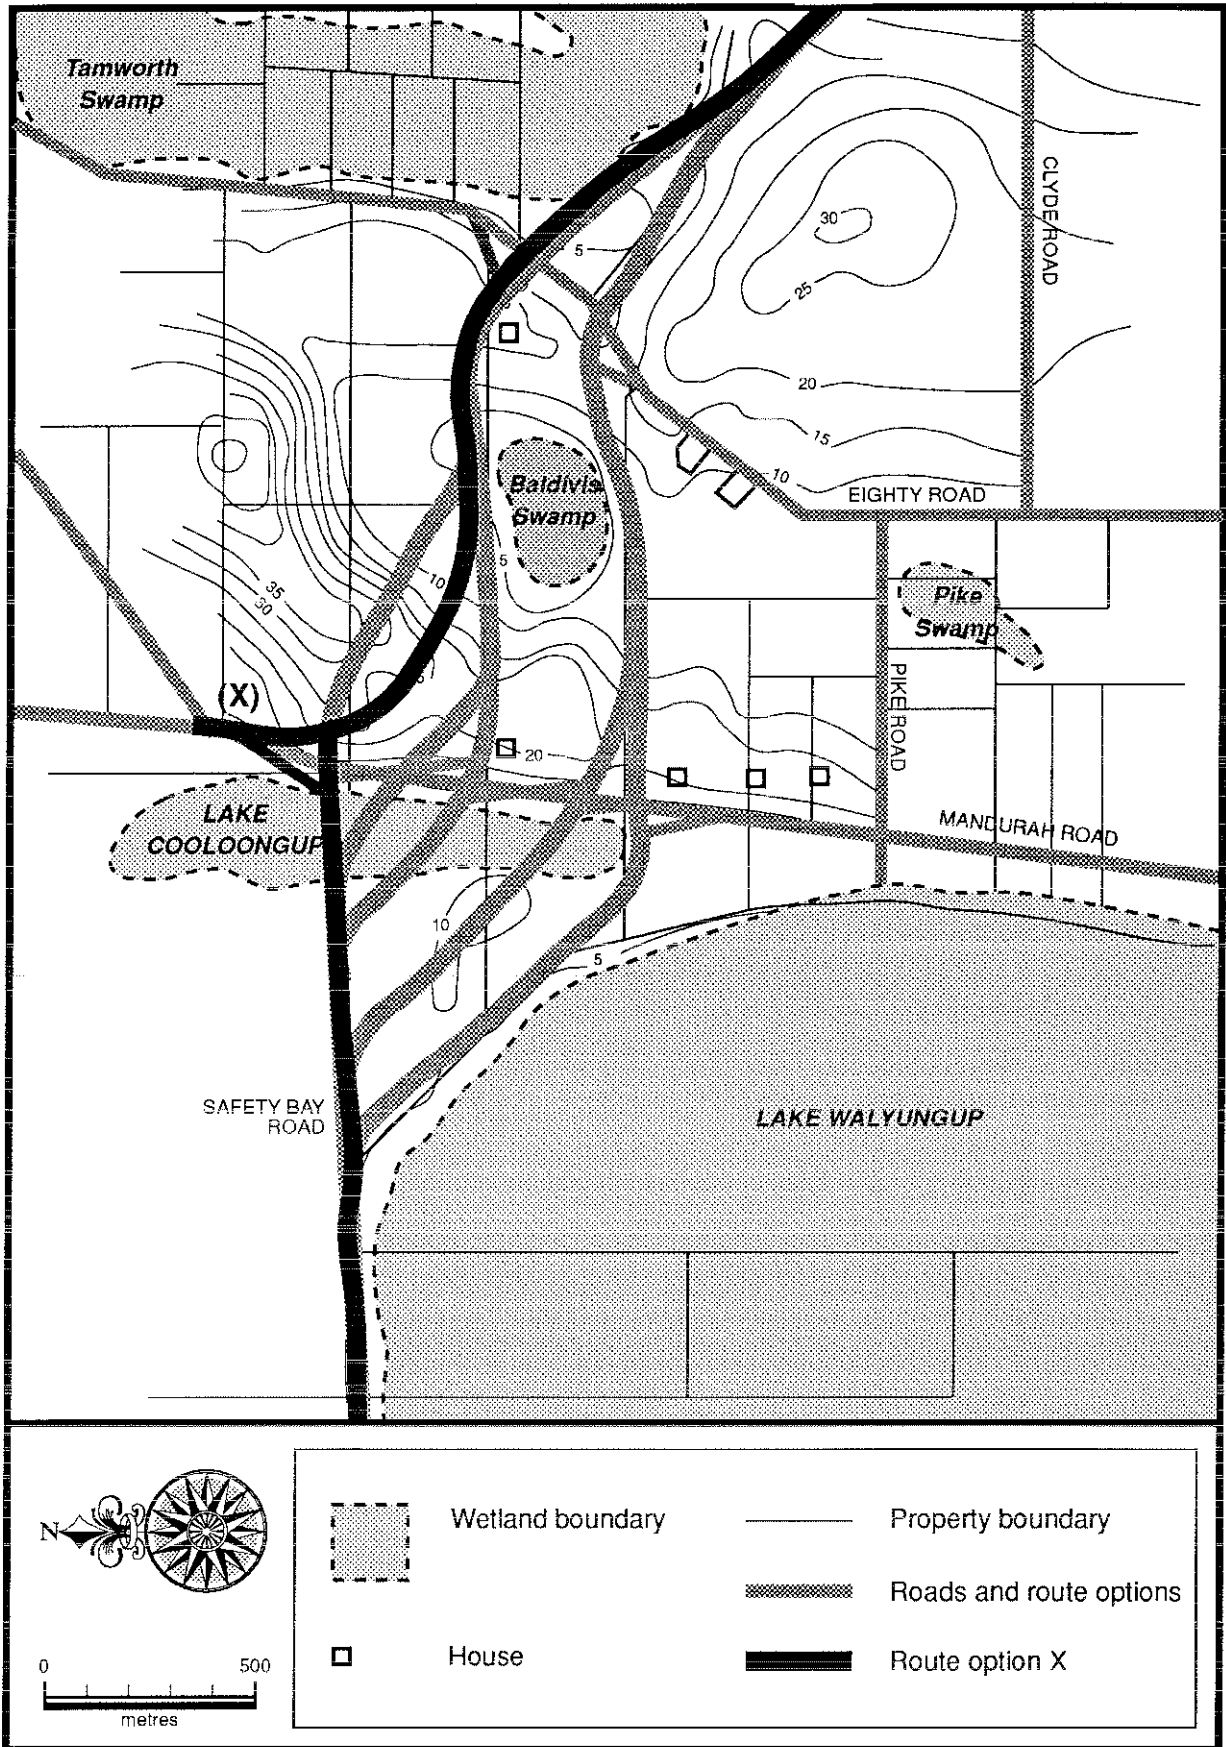 Tamworth
Swamp
CLYDE ROAD
30
5
25
20
15
10
EIGHTY ROAD
Baldivis
Swamp
5
10
35
30
Pike
Swamp
PIKE ROAD
(X)
20
MANDURAH ROAD
LAKE
COOLOONGUP
10
5
SAFETY BAY
ROAD
LAKE WALYUNGUP
N
Wetland boundary
Property boundary
Roads and route options
House
Route option X
0
500
metres